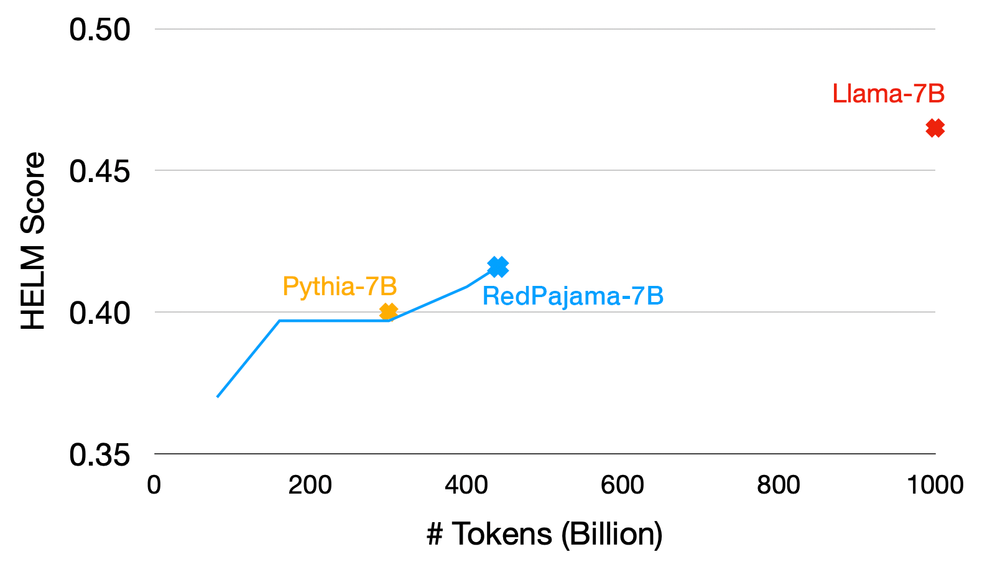 0.50
Llama-7B
0.45
HELM Score
Pythia-7B
RedPajama-7B
0.40
0.35
0 200 400 600 800 1000
# Tokens (Billion)